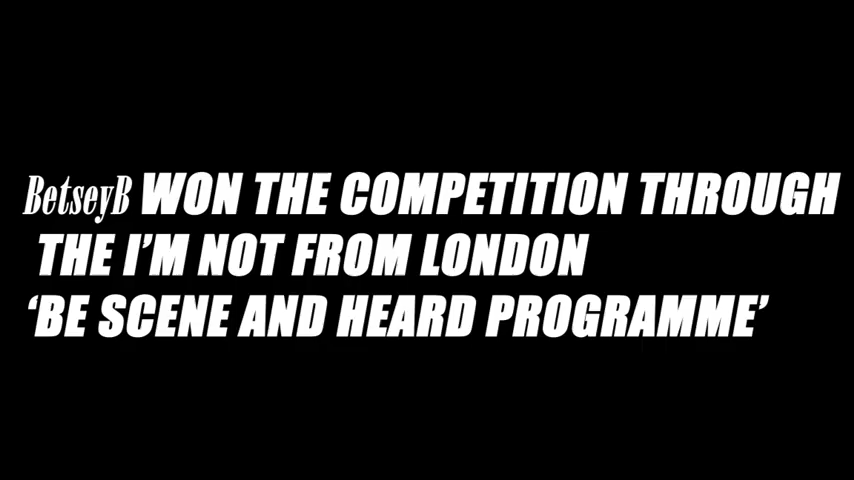 BetseyB WON THE COMPETITION THROUGH
THE I'M NOT FROM LONDON
‘BE SCENE AND HEARD PROGRAMME’